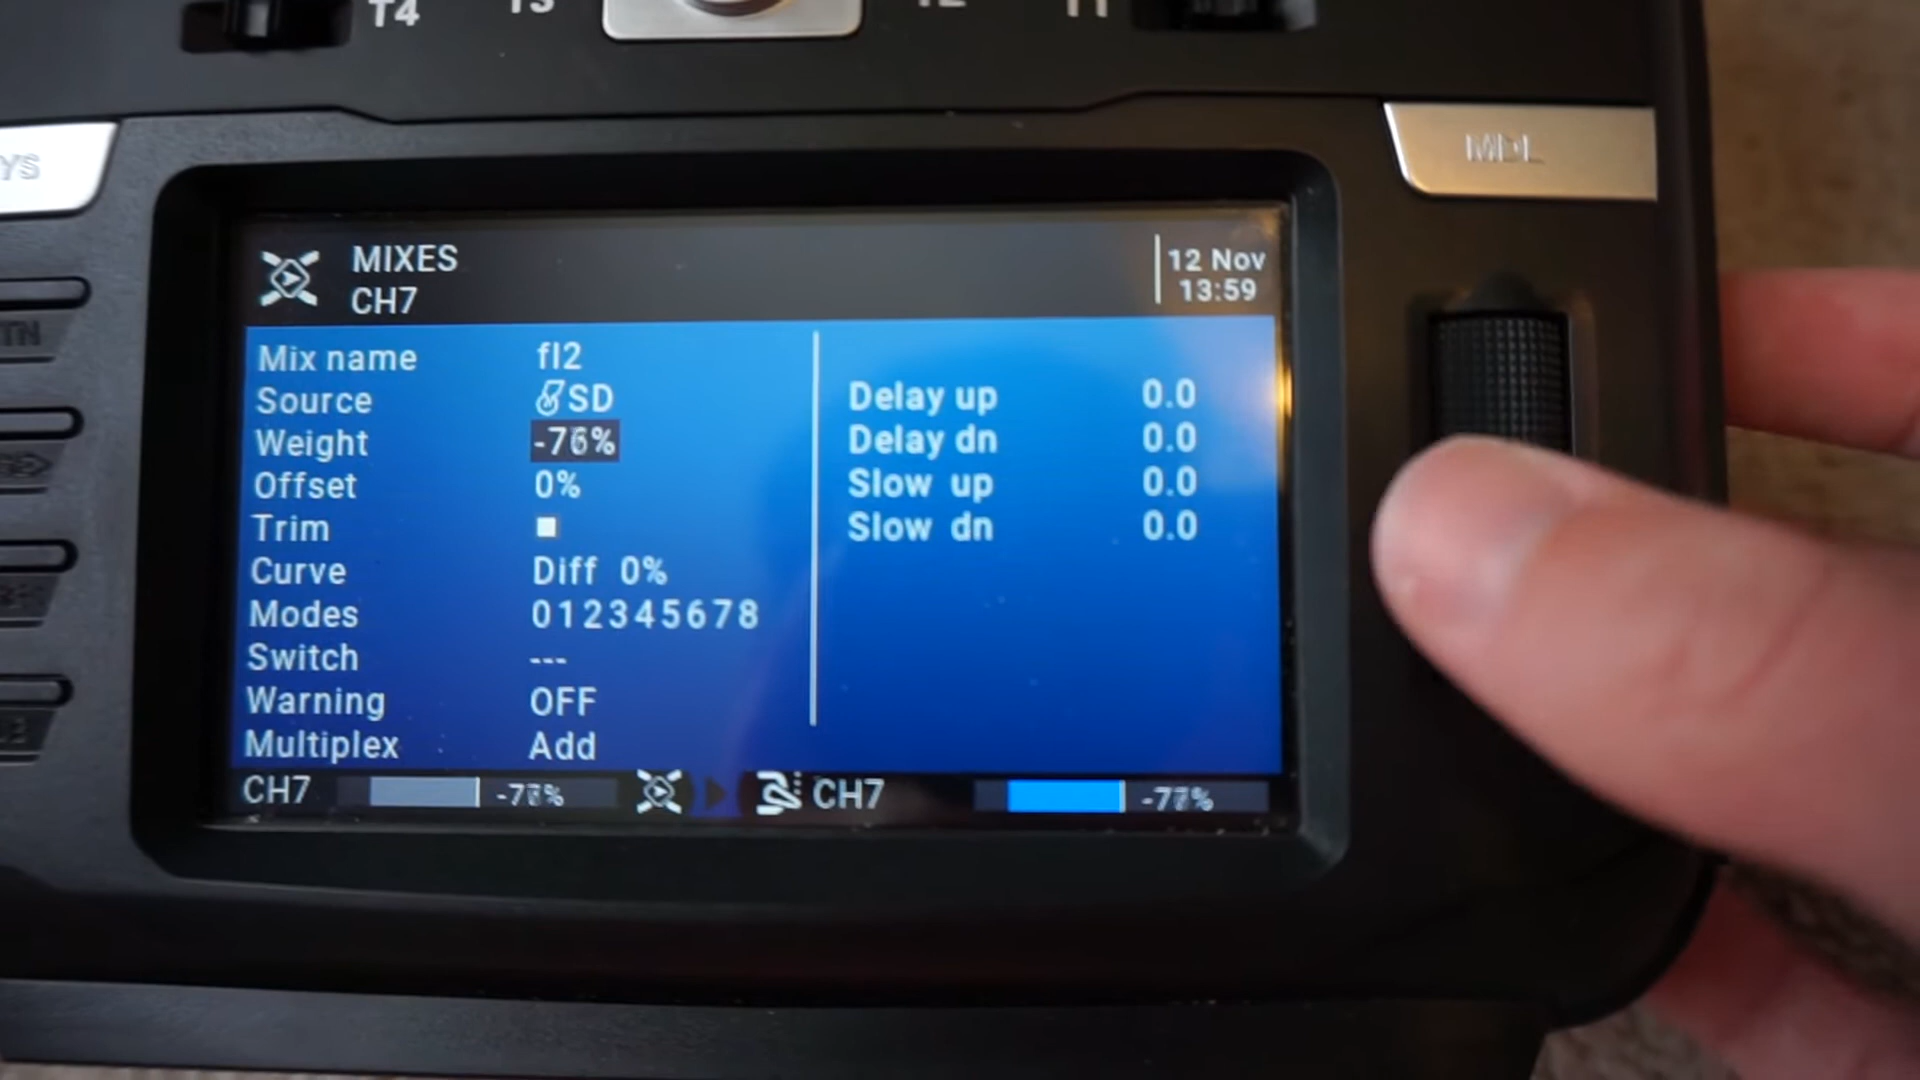 T4
MDL
YS
MIXES
CH7
12 Nov
13:59
Mix name fl2
Source SD
Weight
Offset 0%
Trim
Curve Diff 0%
Modes 012345678
Switch ---
Warning OFF
Multiplex Add
Delay up 0.0
Delay dn 0.0
Slow up 0.0
Slow dn 0.0
CH7
CH7
TN